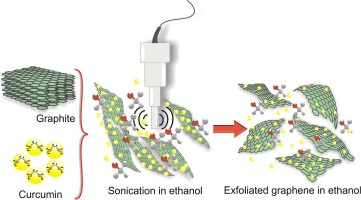 Graphite
Curcumin
Sonication in ethanol
Exfoliated graphene in ethanol